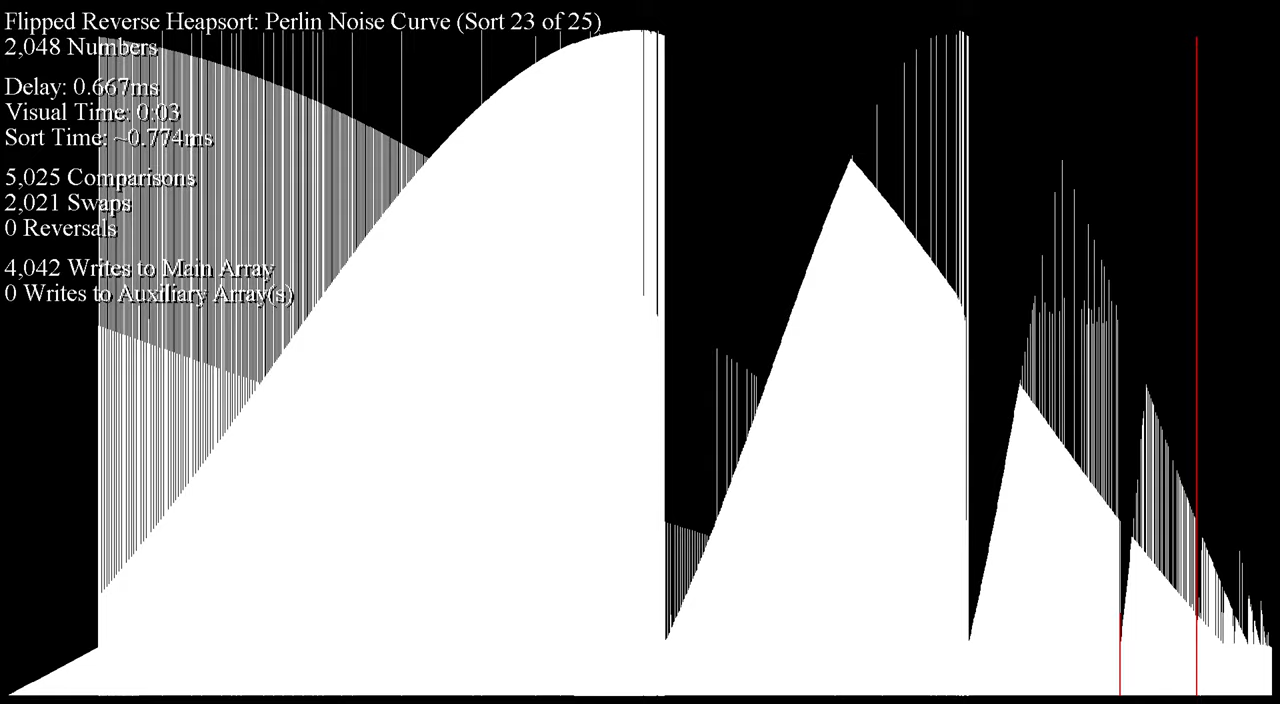 Flipped Reverse Heapsort: Perlin Noise Curve (Sort 23 of 25)
2,048 Numbers
Delay: 0.667ms
Visual Time: 0:03
Sort Time: ~0.774ms
5,025 Comparisons
2,021 Swaps
0 Reversals
4,042 Writes to Main Array
0 Writes to Auxiliary Array(s)